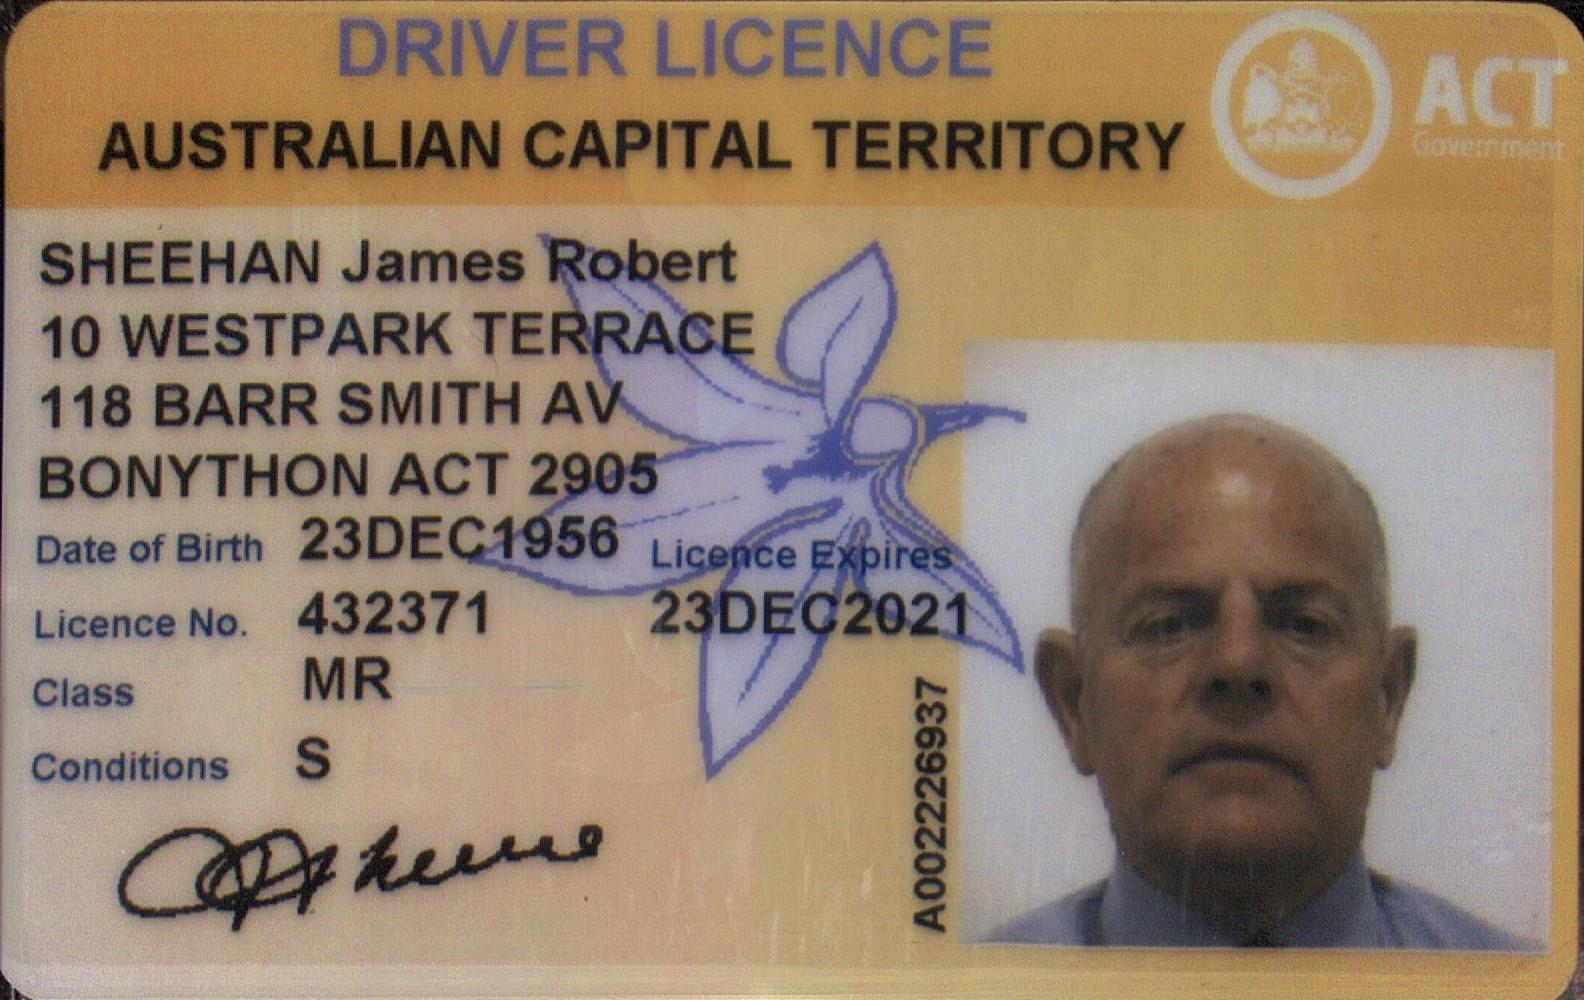 DRIVER LICENCE
AUSTRALIAN CAPITAL TERRITORY
ACT
Government
SHEEHAN James Robert
10 WESTPARK TERRACE
118 BARR SMITH AV
BONYTHON ACT 2905
Date of Birth 23DEC1956
Licence Expires
Licence No. 432371 23DEC2021
Class MR
Conditions S
A002226937